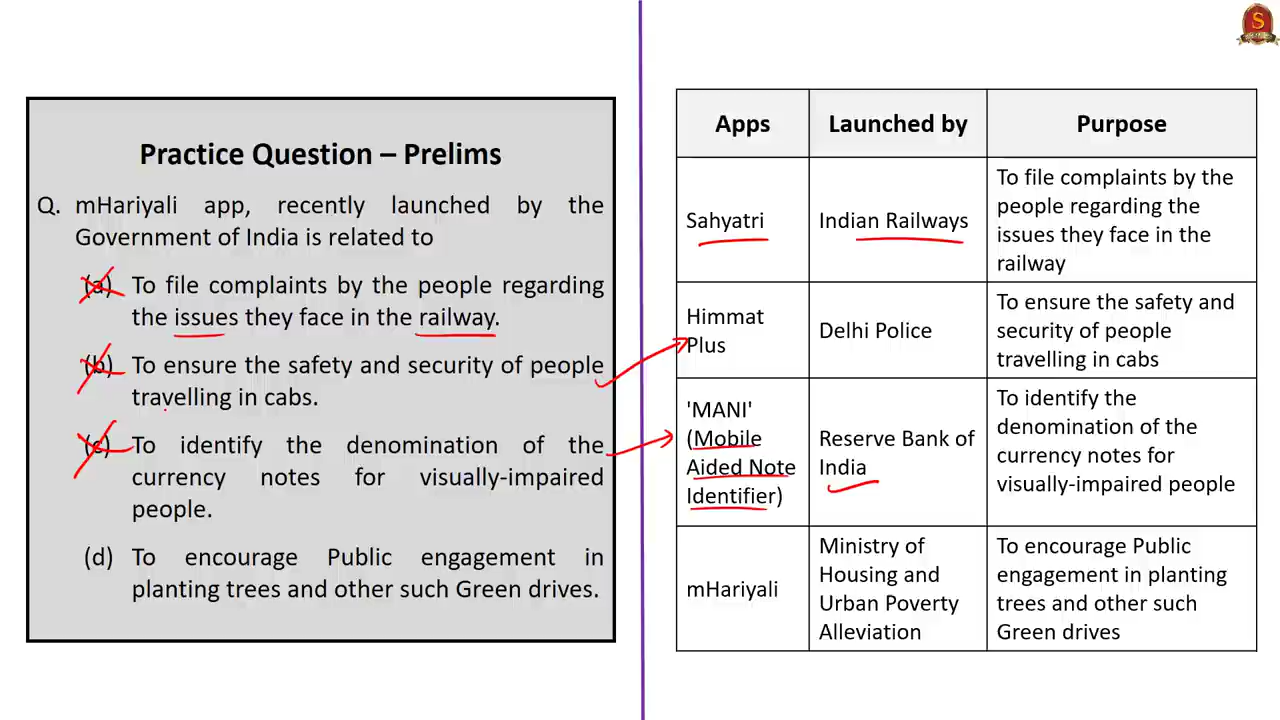 S
Practice Question – Prelims
Q. mHariyali app, recently launched by the
Government of India is related to
(a) To file complaints by the people regarding
the issues they face in the railway.
(b) To ensure the safety and security of people
travelling in cabs.
(c) To identify the denomination of the
currency notes for visually-impaired
people.
(d) To encourage Public engagement in
planting trees and other such Green drives.
Apps Launched by Purpose
Sahyatri
Indian Railways
To file complaints by the
people regarding the
issues they face in the
railway
Himmat
Plus
Delhi Police
To ensure the safety and
security of people
travelling in cabs
'MANI'
(Mobile
Aided Note
Identifier)
Reserve Bank of
India
To identify the
denomination of the
currency notes for
visually-impaired people
mHariyali
Ministry of
Housing and
Urban Poverty
Alleviation
To encourage Public
engagement in planting
trees and other such
Green drives